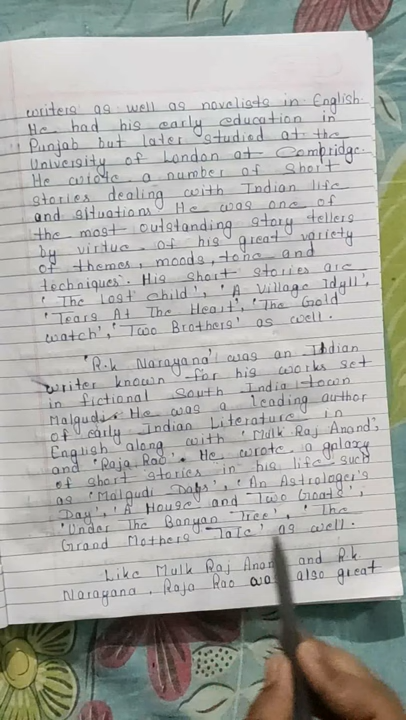 writers as well as novelists in English.
He had his early education in
Punjab but later studied at the
University of London at Cambridge.
He wrote a number of short
stories dealing with Indian life
and situations. He was one of
the most outstanding story tellers
by virtue of his great variety
of themes, moods, tone and
techniques'. His short stories are
'The Lost child', 'A Village Idyll',
'Tears At The Heart', 'The Gold
watch', 'Two Brothers' as well.
'R.k Narayana' was an Indian
writer known for his works set
in fictional South India town
Malgudi. He was a leading author
of early Indian Literature in
English along with 'Mulk Raj Anand',
and 'Raja Rao'. He wrote a galaxy
of short stories in his life such
as 'Malgudi Days', 'An Astrologer's
Day', 'A House and Two Goats',
'Under The Banyan Tree', 'The
Grand Mothers Tale' as well.
Like Mulk Raj Anand and R.k
Narayana. Raja Rao also great